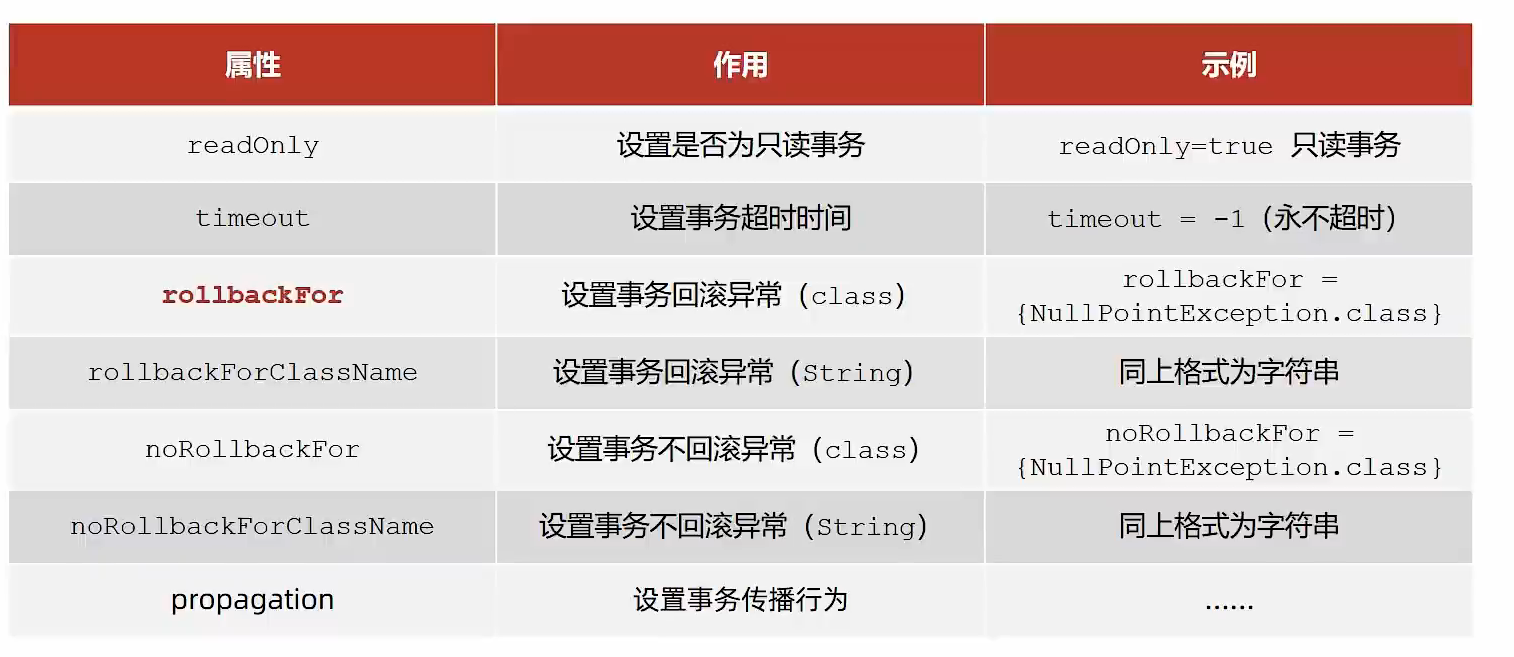 属性 作用 示例
readOnly 设置是否为只读事务 readOnly=true 只读事务
timeout 设置事务超时时间 timeout = -1（永不超时）
rollbackFor 设置事务回滚异常（class） rollbackFor =
{NullPointException.class}
rollbackForClassName 设置事务回滚异常（String） 同上格式为字符串
noRollbackFor 设置事务不回滚异常（class） noRollbackFor =
{NullPointException.class}
noRollbackForClassName 设置事务不回滚异常（String） 同上格式为字符串
propagation 设置事务传播行为 ……